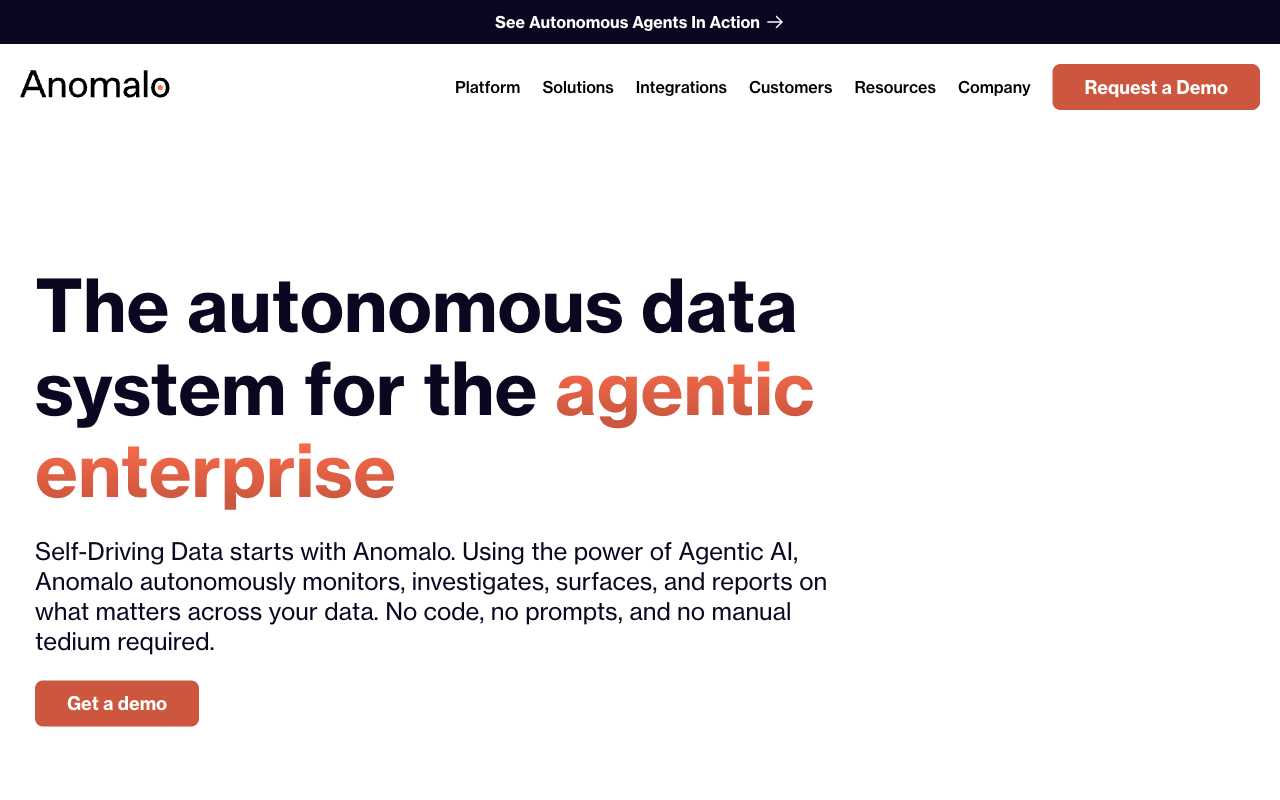 See Autonomous Agents In Action →
Anomalo
Platform
Solutions
Integrations
Customers
Resources
Company
Request a Demo
The autonomous data
system for the agentic
enterprise
Self-Driving Data starts with Anomalo. Using the power of Agentic AI,
Anomalo autonomously monitors, investigates, surfaces, and reports on
what matters across your data. No code, no prompts, and no manual
tedium required.
Get a demo